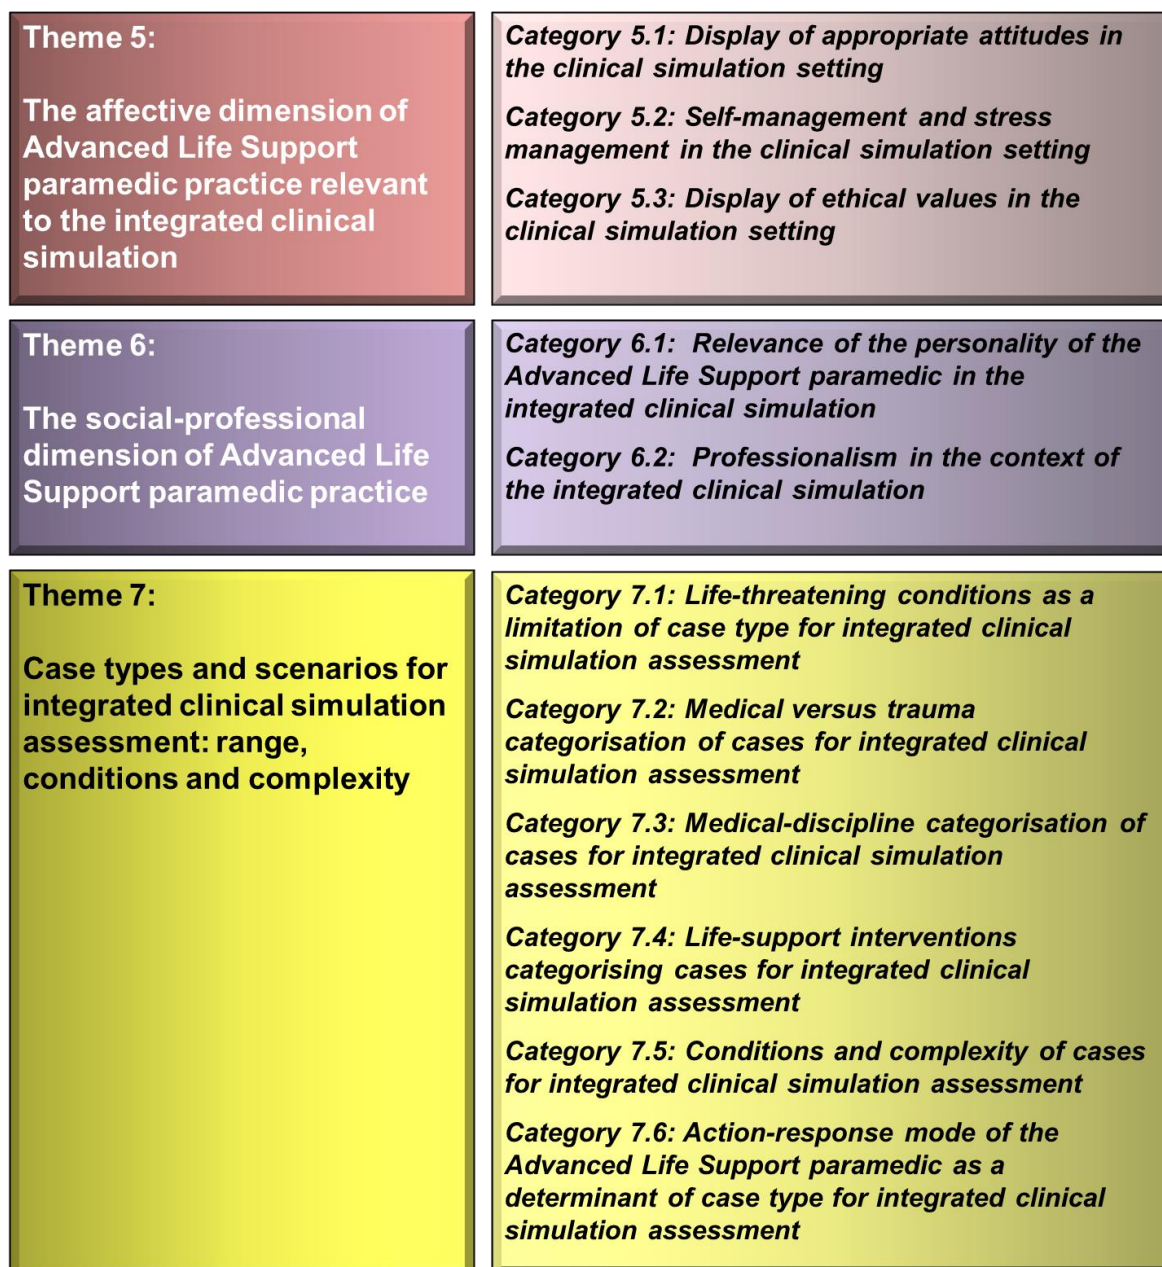 Theme 5:
The affective dimension of
Advanced Life Support
paramedic practice relevant
to the integrated clinical
simulation
Category 5.1: Display of appropriate attitudes in
the clinical simulation setting
Category 5.2: Self-management and stress
management in the clinical simulation setting
Category 5.3: Display of ethical values in the
clinical simulation setting
Theme 6:
The social-professional
dimension of Advanced Life
Support paramedic practice
Category 6.1: Relevance of the personality of the
Advanced Life Support paramedic in the
integrated clinical simulation
Category 6.2: Professionalism in the context of
the integrated clinical simulation
Theme 7:
Case types and scenarios for
integrated clinical simulation
assessment: range,
conditions and complexity
Category 7.1: Life-threatening conditions as a
limitation of case type for integrated clinical
simulation assessment
Category 7.2: Medical versus trauma
categorisation of cases for integrated clinical
simulation assessment
Category 7.3: Medical-discipline categorisation of
cases for integrated clinical simulation
assessment
Category 7.4: Life-support interventions
categorising cases for integrated clinical
simulation assessment
Category 7.5: Conditions and complexity of cases
for integrated clinical simulation assessment
Category 7.6: Action-response mode of the
Advanced Life Support paramedic as a
determinant of case type for integrated clinical
simulation assessment